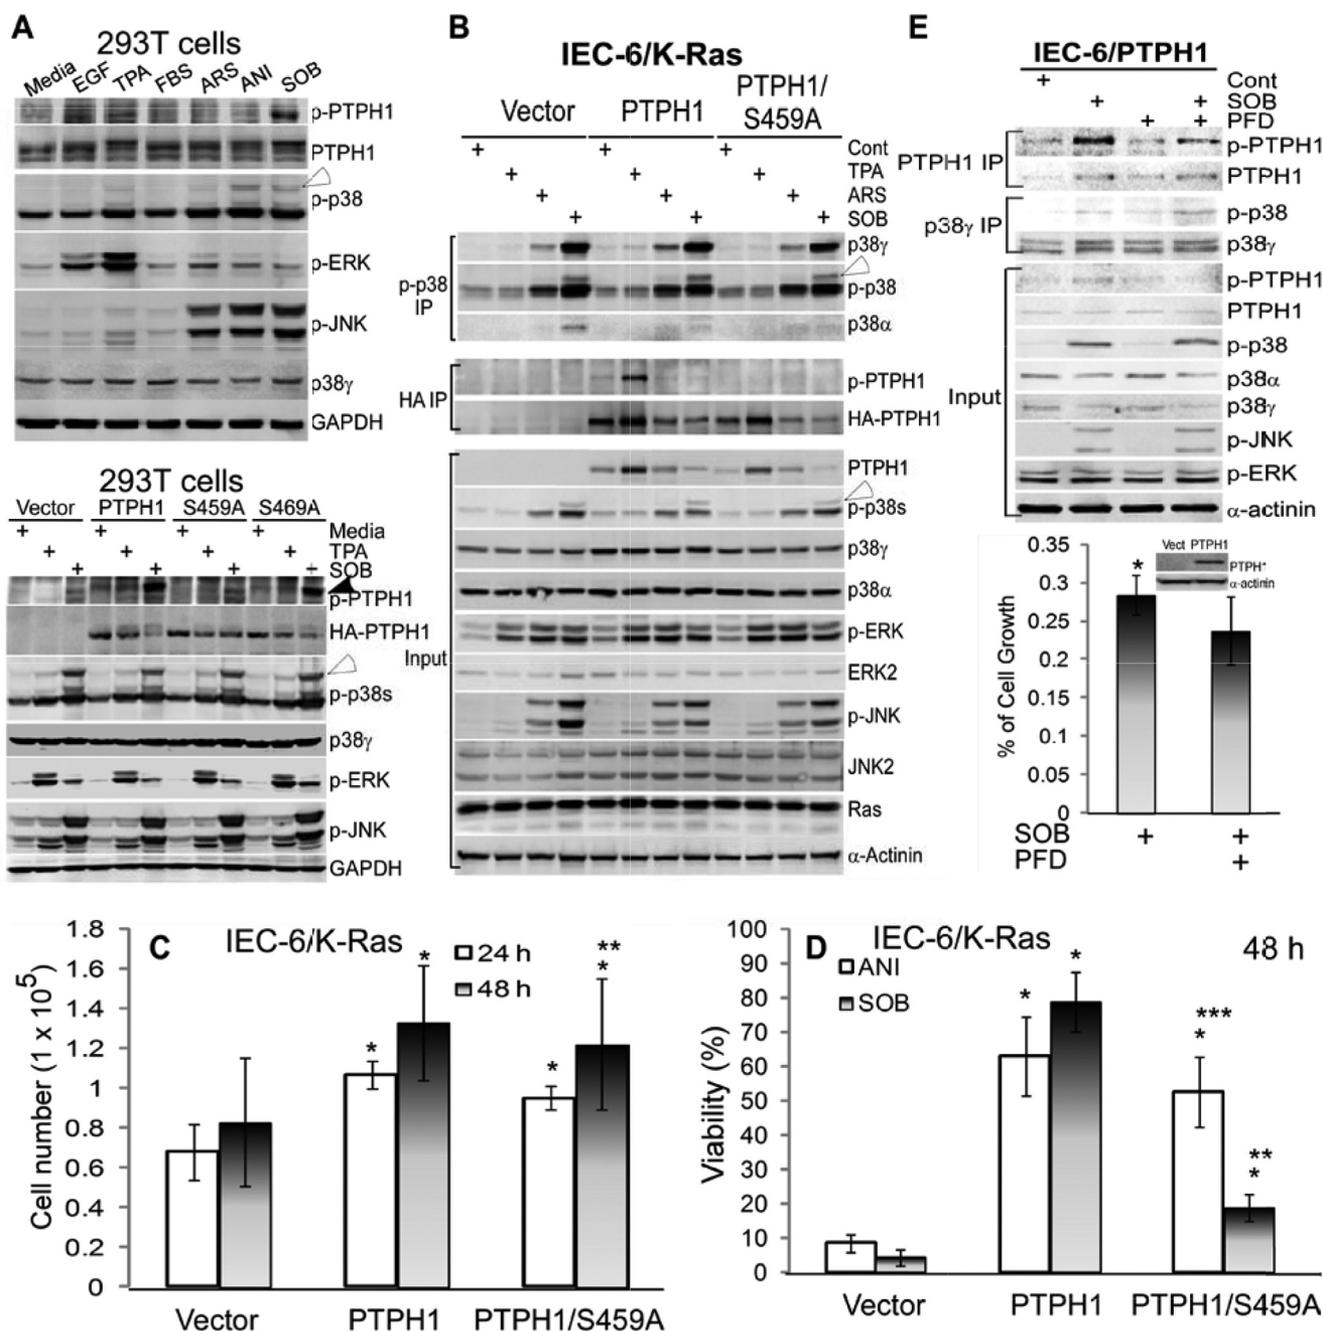 A
293T cells
Media EGF TPA FBS ARS ANI SOB
p-PTPH1
PTPH1
p-p38
p-ERK
p-JNK
p38γ
GAPDH
293T cells
Vector PTPH1 S459A S469A
+ + + + Media
+ + + + TPA
+ + + + SOB
p-PTPH1
HA-PTPH1
p-p38s
p38γ
p-ERK
p-JNK
GAPDH
B
IEC-6/K-Ras
Vector PTPH1 PTPH1/
S459A
+ + + Cont
+ + + TPA
+ + + ARS
+ + + SOB
p-p38
IP
p38γ
p-p38
p38α
HA IP
p-PTPH1
HA-PTPH1
Input
PTPH1
p-p38s
p38γ
p38α
p-ERK
ERK2
p-JNK
JNK2
Ras
α-Actinin
E
IEC-6/PTPH1
+ Cont
+ + SOB
+ + PFD
PTPH1 IP
p-PTPH1
PTPH1
p38γ IP
p-p38
p38γ
Input
p-PTPH1
PTPH1
p-p38
p38α
p38γ
p-JNK
p-ERK
α-actinin
% of Cell Growth
0.35
0.3
0.25
0.2
0.15
0.1
0.05
0
*
Vect PTPH1
PTPH*
α-actinin
SOB + +
PFD +
C
IEC-6/K-Ras
24 h
48 h
Cell number (1 x 10⁵)
1.8
1.6
1.4
1.2
1
0.8
0.6
0.4
0.2
0
*
*
*
**
*
Vector PTPH1 PTPH1/S459A
D
IEC-6/K-Ras
48 h
ANI
SOB
Viability (%)
100
90
80
70
60
50
40
30
20
10
0
*
*
***
*
**
*
Vector PTPH1 PTPH1/S459A